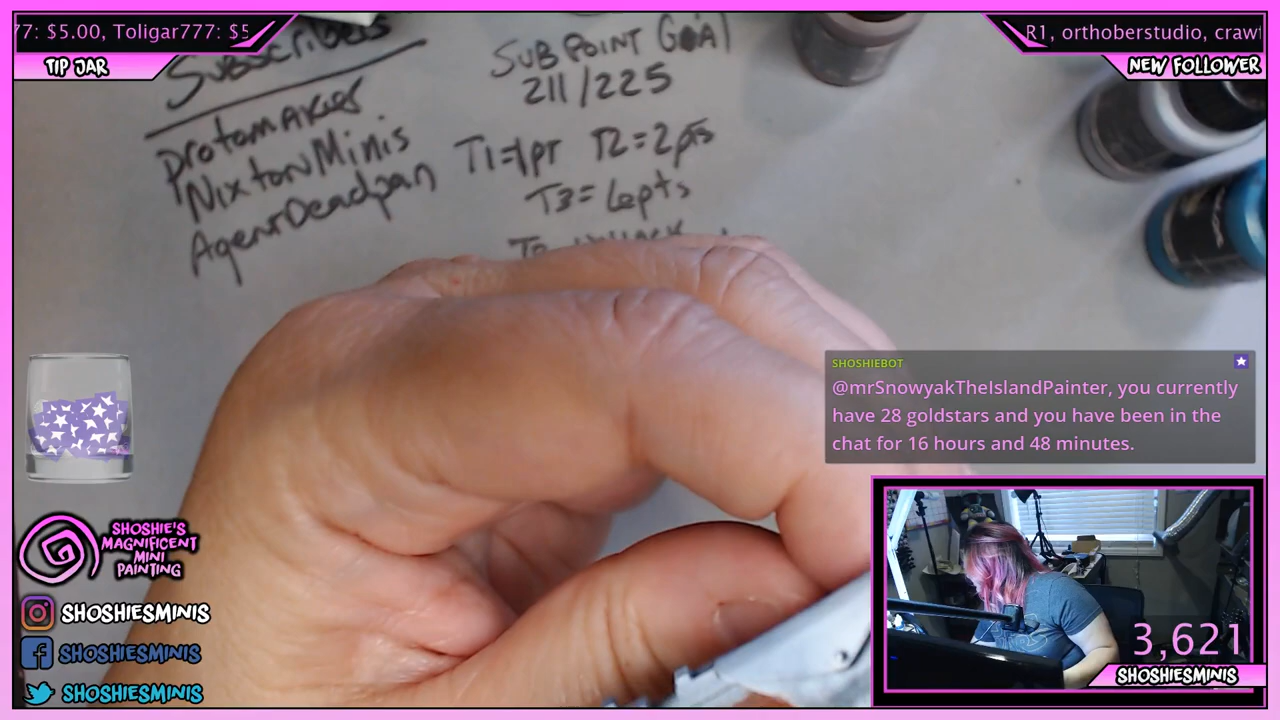 77: $5.00, Toligar777: $5
TIP JAR
R1, orthoberstudio, craw
NEW FOLLOWER
SUBSCRIBERS
protomAKes
NixtonMinis
AgentDeadpan
SUB POINT GOAl
211/225
T1=1pt T2=2pts
T3=6pts
SHOSHIEBOT
@mrSnowyakTheIslandPainter, you currently
have 28 goldstars and you have been in the
chat for 16 hours and 48 minutes.
SHOSHIE'S
MAGNIFICENT
MINI
PAINTING
SHOSHIESMINIS
SHOSHIESMINIS
SHOSHIESMINIS
3,621
SHOSHIESMINIS